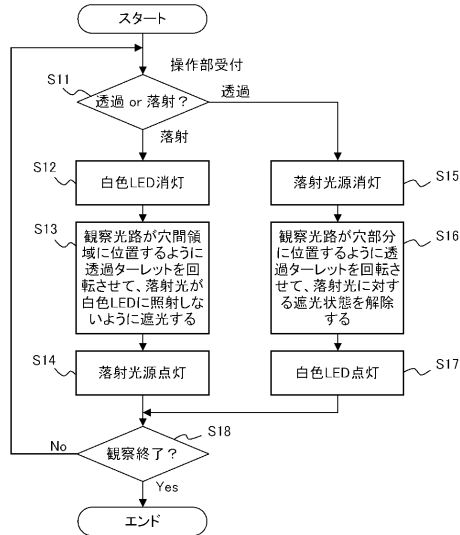 スタート
操作部受付
S11
透過 or 落射？
透過
落射
S12
白色LED消灯
落射光源消灯
S15
S13
観察光路が穴間領
域に位置するように
透過ターレットを回
転させて、落射光が
白色LEDに照射しな
いように遮光する
観察光路が穴部分
に位置するように透
過ターレットを回転さ
せて、落射光に対す
る遮光状態を解除
する
S16
S14
落射光源点灯
白色LED点灯
S17
S18
No
観察終了？
Yes
エンド